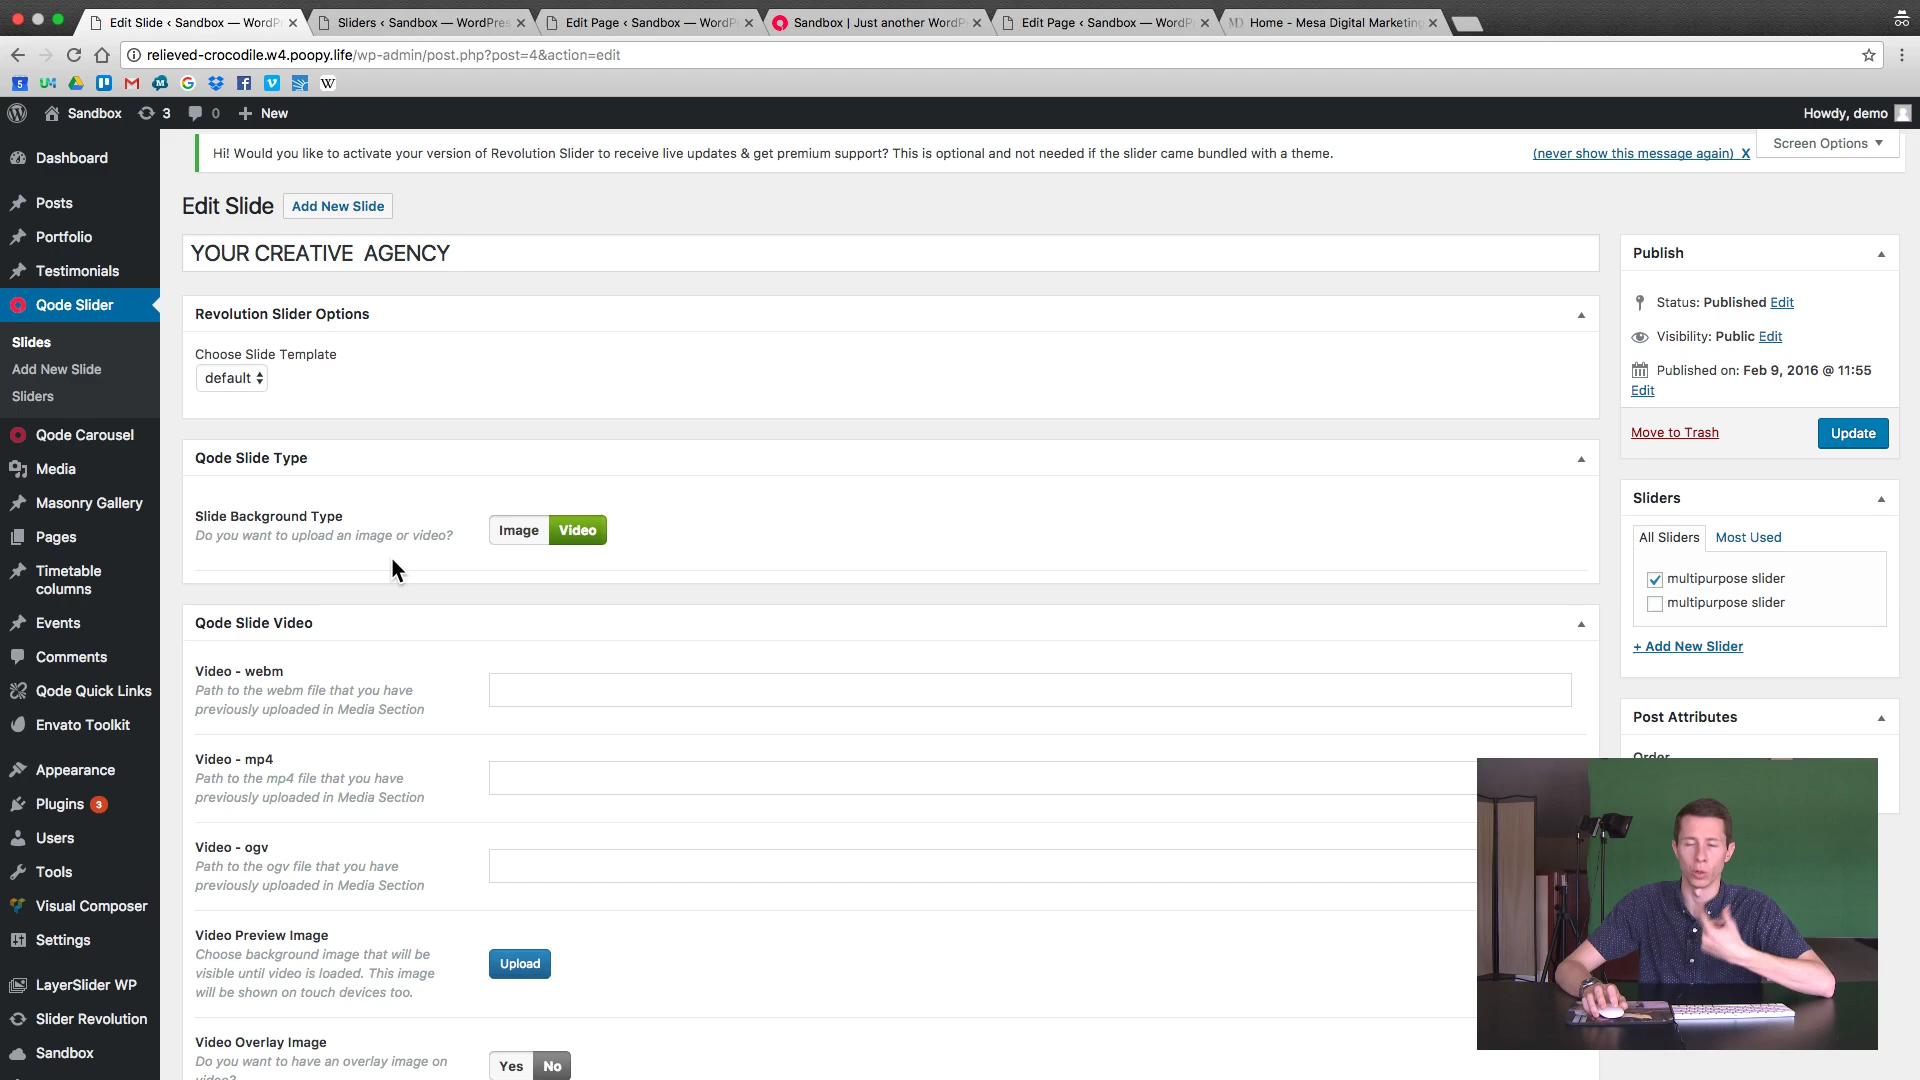 Edit Slide ‹ Sandbox — WordPr
Sliders ‹ Sandbox — WordPres
Edit Page ‹ Sandbox — WordPr
Sandbox | Just another WordP
Edit Page ‹ Sandbox — WordPr
Home - Mesa Digital Marketing
relieved-crocodile.w4.poopy.life/wp-admin/post.php?post=4&action=edit
Sandbox
3
0
New
Howdy, demo
Hi! Would you like to activate your version of Revolution Slider to receive live updates & get premium support? This is optional and not needed if the slider came bundled with a theme.
(never show this message again) X
Screen Options
Dashboard
Posts
Portfolio
Testimonials
Qode Slider
Slides
Add New Slide
Sliders
Qode Carousel
Media
Masonry Gallery
Pages
Timetable
columns
Events
Comments
Qode Quick Links
Envato Toolkit
Appearance
Plugins 3
Users
Tools
Visual Composer
Settings
LayerSlider WP
Slider Revolution
Sandbox
Edit Slide
Add New Slide
YOUR CREATIVE AGENCY
Revolution Slider Options
Choose Slide Template
default
Qode Slide Type
Slide Background Type
Do you want to upload an image or video?
Image
Video
Qode Slide Video
Video - webm
Path to the webm file that you have
previously uploaded in Media Section
Video - mp4
Path to the mp4 file that you have
previously uploaded in Media Section
Video - ogv
Path to the ogv file that you have
previously uploaded in Media Section
Video Preview Image
Choose background image that will be
visible until video is loaded. This image
will be shown on touch devices too.
Upload
Video Overlay Image
Do you want to have an overlay image on
video?
Yes
No
Publish
Status: Published Edit
Visibility: Public Edit
Published on: Feb 9, 2016 @ 11:55
Edit
Move to Trash
Update
Sliders
All Sliders
Most Used
multipurpose slider
multipurpose slider
+ Add New Slider
Post Attributes
Order